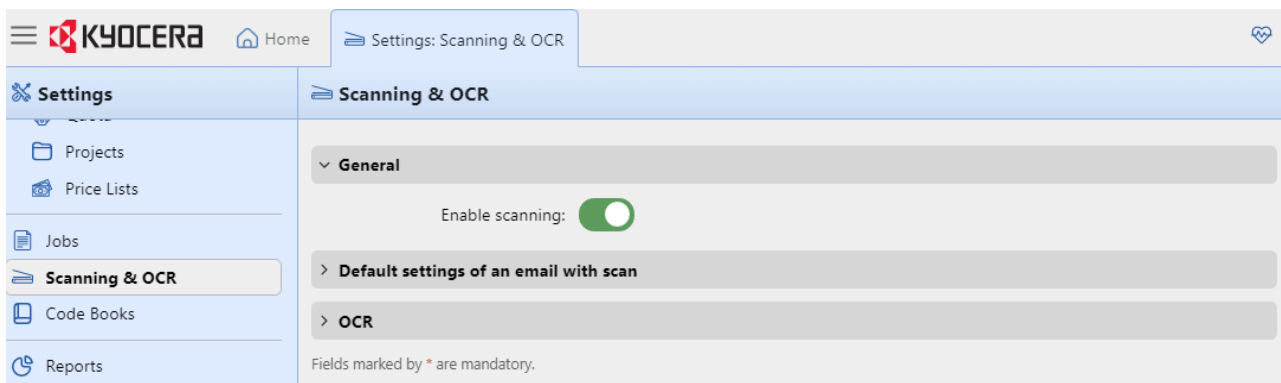 KYOCERA
Home
Settings: Scanning & OCR
Settings
Scanning & OCR
Projects
Price Lists
Jobs
Scanning & OCR
Code Books
Reports
General
Enable scanning:
Default settings of an email with scan
OCR
Fields marked by * are mandatory.